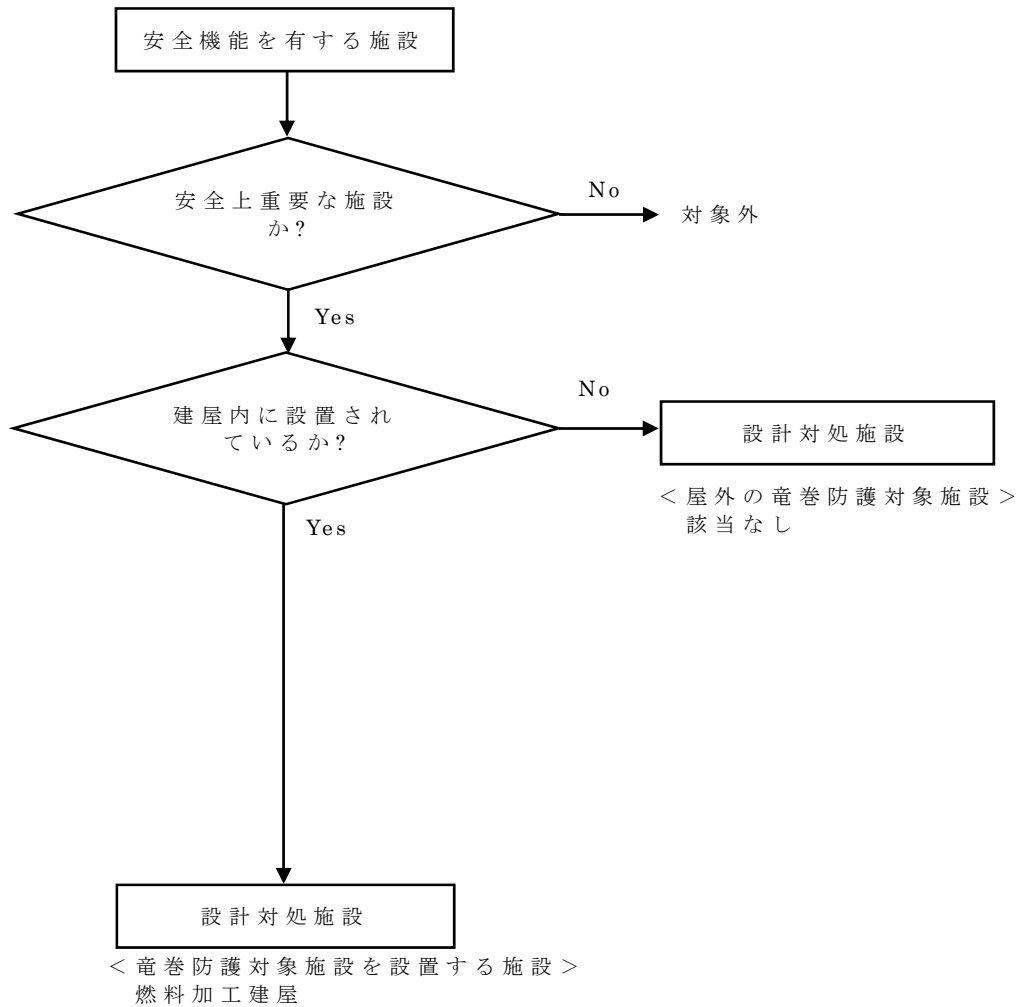 安全機能を有する施設
安全上重要な施設
か?
No
対象外
Yes
建屋内に設置され
ているか?
No
設計対処施設
＜屋外の竜巻防護対象施設＞
該当なし
Yes
設計対処施設
＜竜巻防護対象施設を設置する施設＞
燃料加工建屋